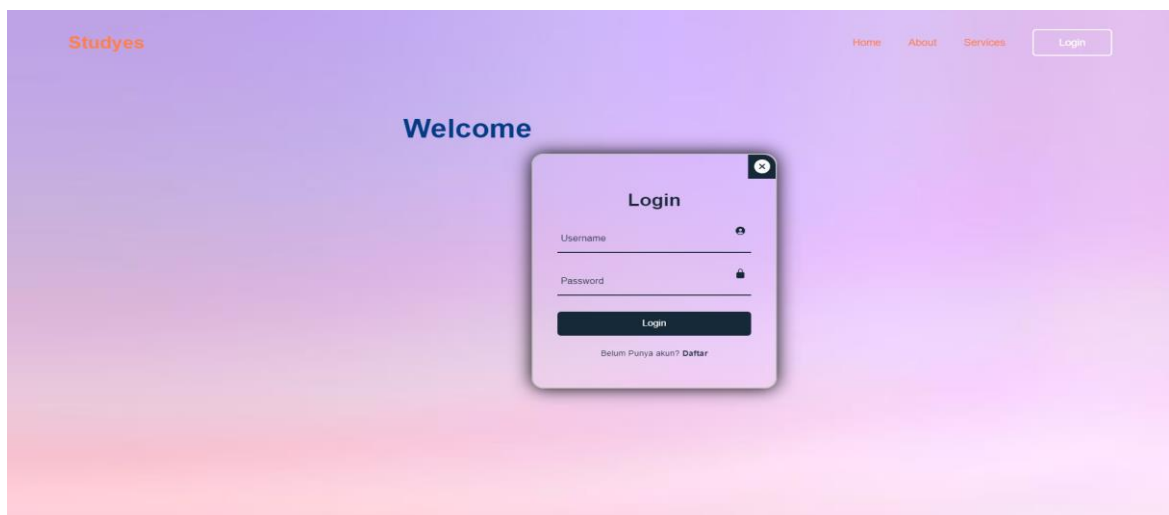 Studyes
Home About Services Login
Welcome
Login
Username
Password
Login
Belum Punya akun? Daftar